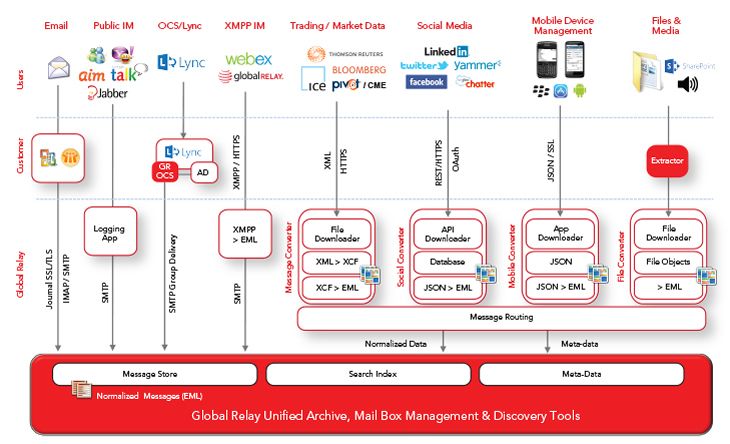 Email
Public IM
OCS/Lync
XMPP IM
Trading / Market Data
Social Media
Mobile Device
Management
Files &
Media
Users
aim talk
Jabber
Lync
webex
GLOBAL RELAY.
THOMSON REUTERS
ice
BLOOMBERG
pivot / CME
Linked in
twitter
yammer
facebook
chatter
SharePoint
Customer
Lync
GR
OCS
AD
XMPP / HTTPS
XML
HTTPS
REST/HTTPS
OAuth
JSON / SSL
Extractor
Global Relay
Journal SSL/TLS
IMAP/ SMTP
Logging
App
SMTP
SMTP Group Delivery
XMPP
> EML
SMTP
Message Converter
File
Downloader
XML > XCF
XCF > EML
Social Converter
API
Downloader
Database
JSON > EML
Mobile Converter
App
Downloader
JSON
JSON > EML
File Converter
File
Downloader
File Objects
> EML
Message Routing
Normalized Data
Meta-data
Message Store
Search Index
Meta-Data
Normalized Messages (EML)
Global Relay Unified Archive, Mail Box Management & Discovery Tools